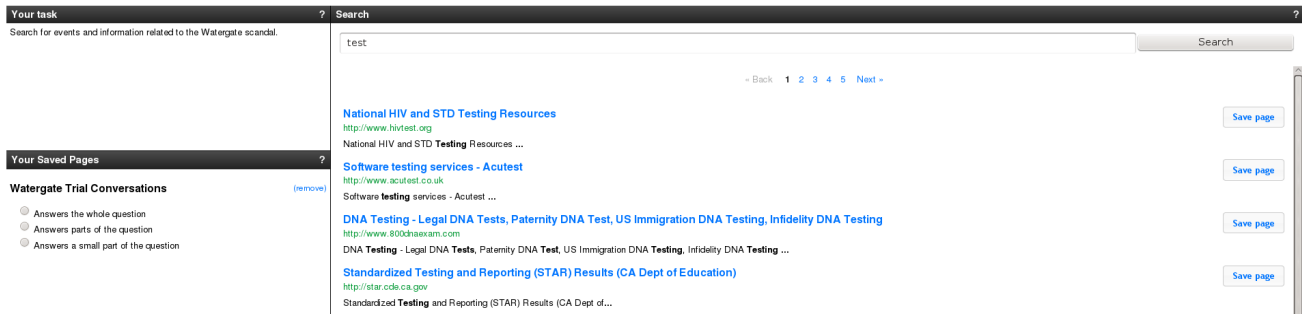 Your task ?
Search for events and information related to the Watergate scandal.
Your Saved Pages ?
Watergate Trial Conversations (remove)
Answers the whole question
Answers parts of the question
Answers a small part of the question
Search ?
test Search
« Back 1 2 3 4 5 Next »
National HIV and STD Testing Resources Save page
http://www.hivtest.org
National HIV and STD Testing Resources ...
Software testing services - Acutest Save page
http://www.acutest.co.uk
Software testing services - Acutest ...
DNA Testing - Legal DNA Tests, Paternity DNA Test, US Immigration DNA Testing, Infidelity DNA Testing Save page
http://www.800dnaexam.com
DNA Testing - Legal DNA Tests, Paternity DNA Test, US Immigration DNA Testing, Infidelity DNA Testing ...
Standardized Testing and Reporting (STAR) Results (CA Dept of Education) Save page
http://star.cde.ca.gov
Standardized Testing and Reporting (STAR) Results (CA Dept of...